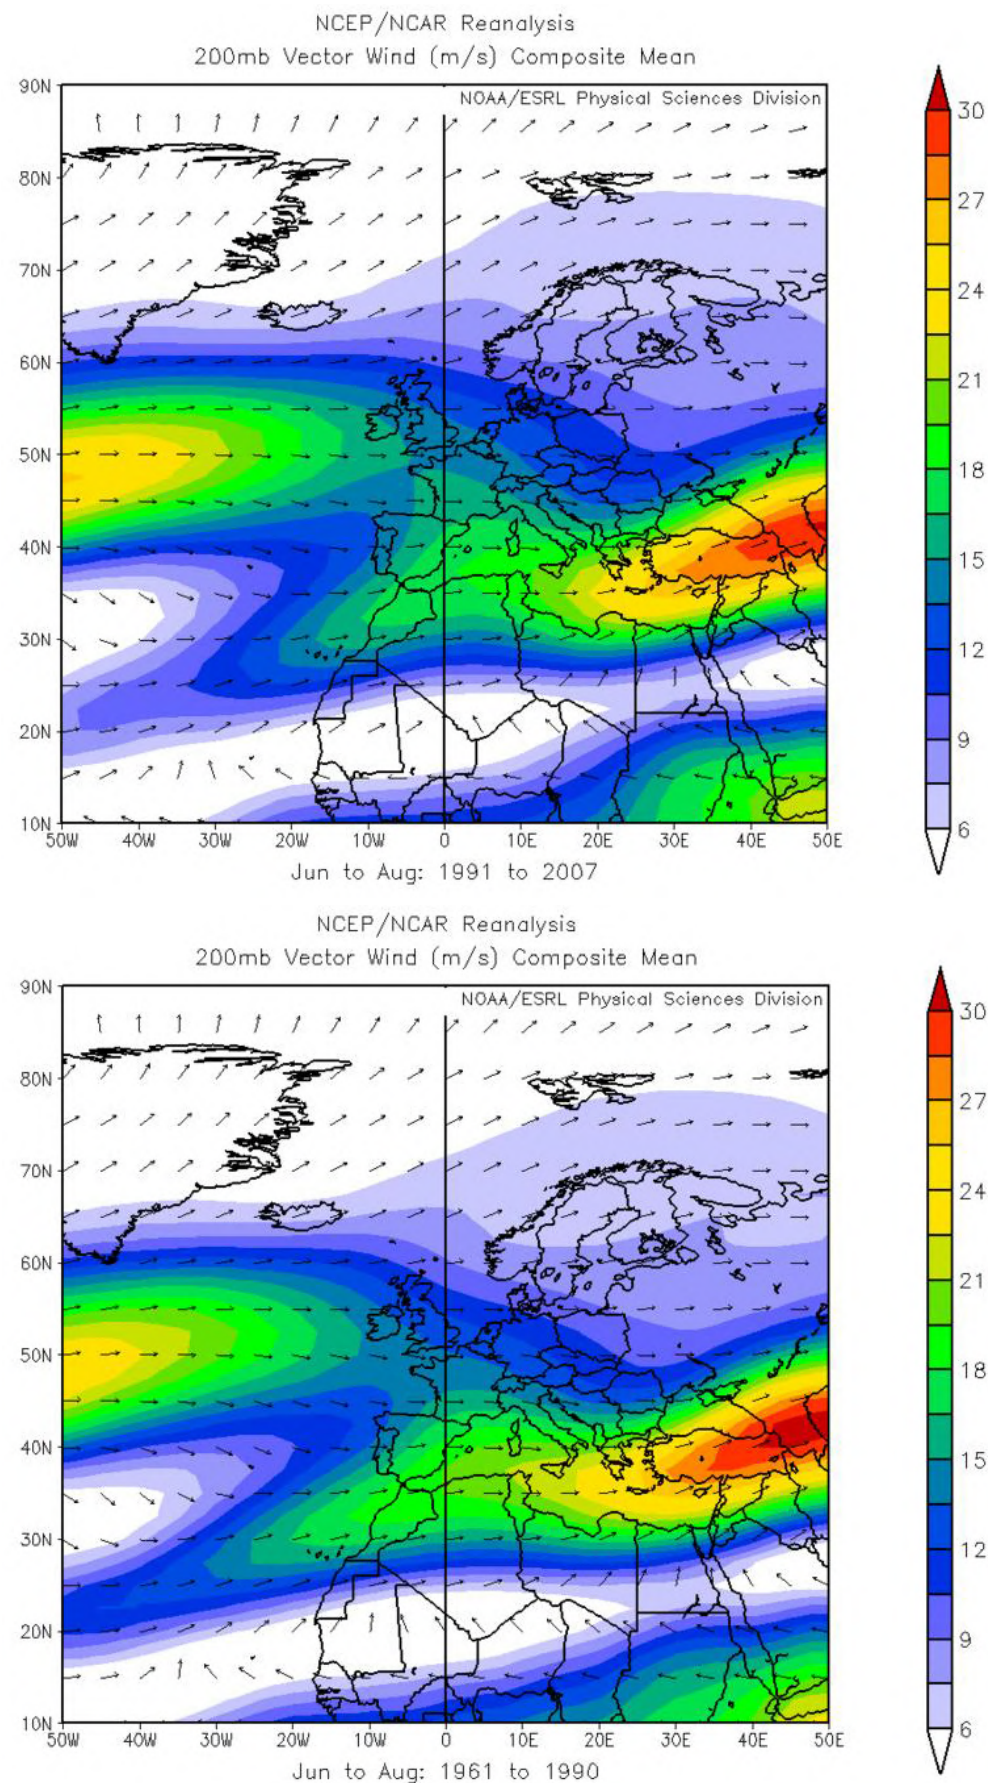 NCEP/NCAR Reanalysis
200mb Vector Wind (m/s) Composite Mean
NOAA/ESRL Physical Sciences Division
90N
80N
70N
60N
50N
40N
30N
20N
10N
50W 40W 30W 20W 10W 0 10E 20E 30E 40E 50E
30
27
24
21
18
15
12
9
6
Jun to Aug: 1991 to 2007
NCEP/NCAR Reanalysis
200mb Vector Wind (m/s) Composite Mean
NOAA/ESRL Physical Sciences Division
90N
80N
70N
60N
50N
40N
30N
20N
10N
50W 40W 30W 20W 10W 0 10E 20E 30E 40E 50E
30
27
24
21
18
15
12
9
6
Jun to Aug: 1961 to 1990